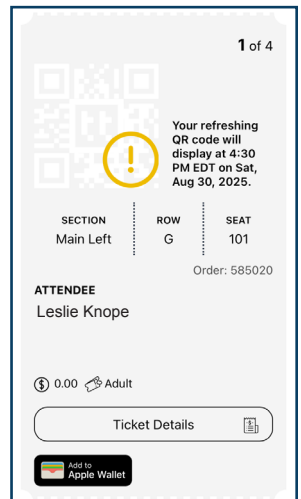 1 of 4
Your refreshing
QR code will
display at 4:30
PM EDT on Sat,
Aug 30, 2025.
SECTION ROW SEAT
Main Left G 101
Order: 585020
ATTENDEE
Leslie Knope
$ 0.00 Adult
Ticket Details
Add to
Apple Wallet